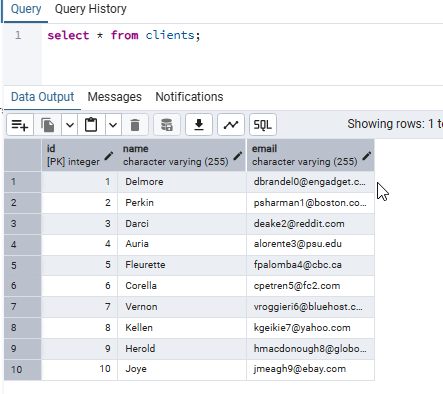 Query Query History
1 select * from clients;
Data Output Messages Notifications
SQL Showing rows: 1 to
id name email
[PK] integer character varying (255) character varying (255)
1 1 Delmore dbrandel0@engadget.c…
2 2 Perkin psharman1@boston.co…
3 3 Darci deake2@reddit.com
4 4 Auria alorente3@psu.edu
5 5 Fleurette fpalomba4@cbc.ca
6 6 Corella cpetren5@fc2.com
7 7 Vernon vroggieri6@bluehost.c…
8 8 Kellen kgeikie7@yahoo.com
9 9 Herold hmacdonough8@globo…
10 10 Joye jmeagh9@ebay.com